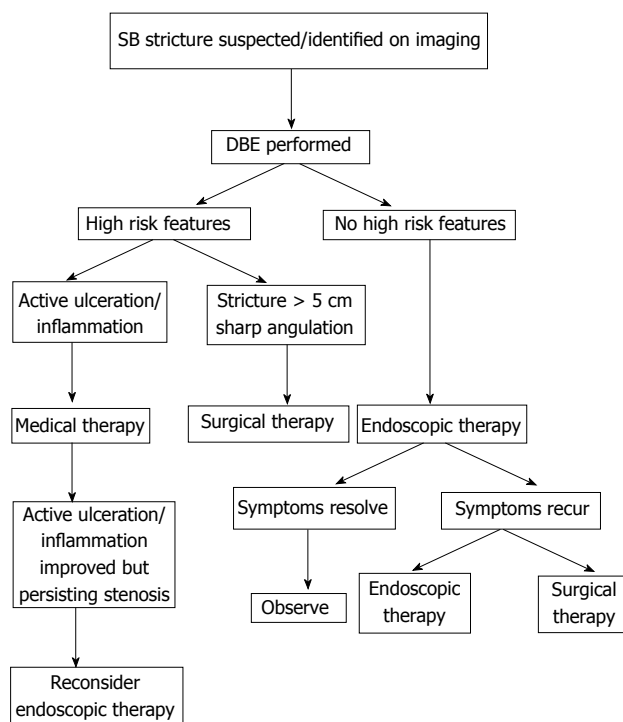 SB stricture suspected/identified on imaging
DBE performed
High risk features
No high risk features
Active ulceration/
inflammation
Stricture > 5 cm
sharp angulation
Medical therapy
Surgical therapy
Endoscopic therapy
Active ulceration/
inflammation
improved but
persisting stenosis
Symptoms resolve
Symptoms recur
Observe
Endoscopic
therapy
Surgical
therapy
Reconsider
endoscopic therapy